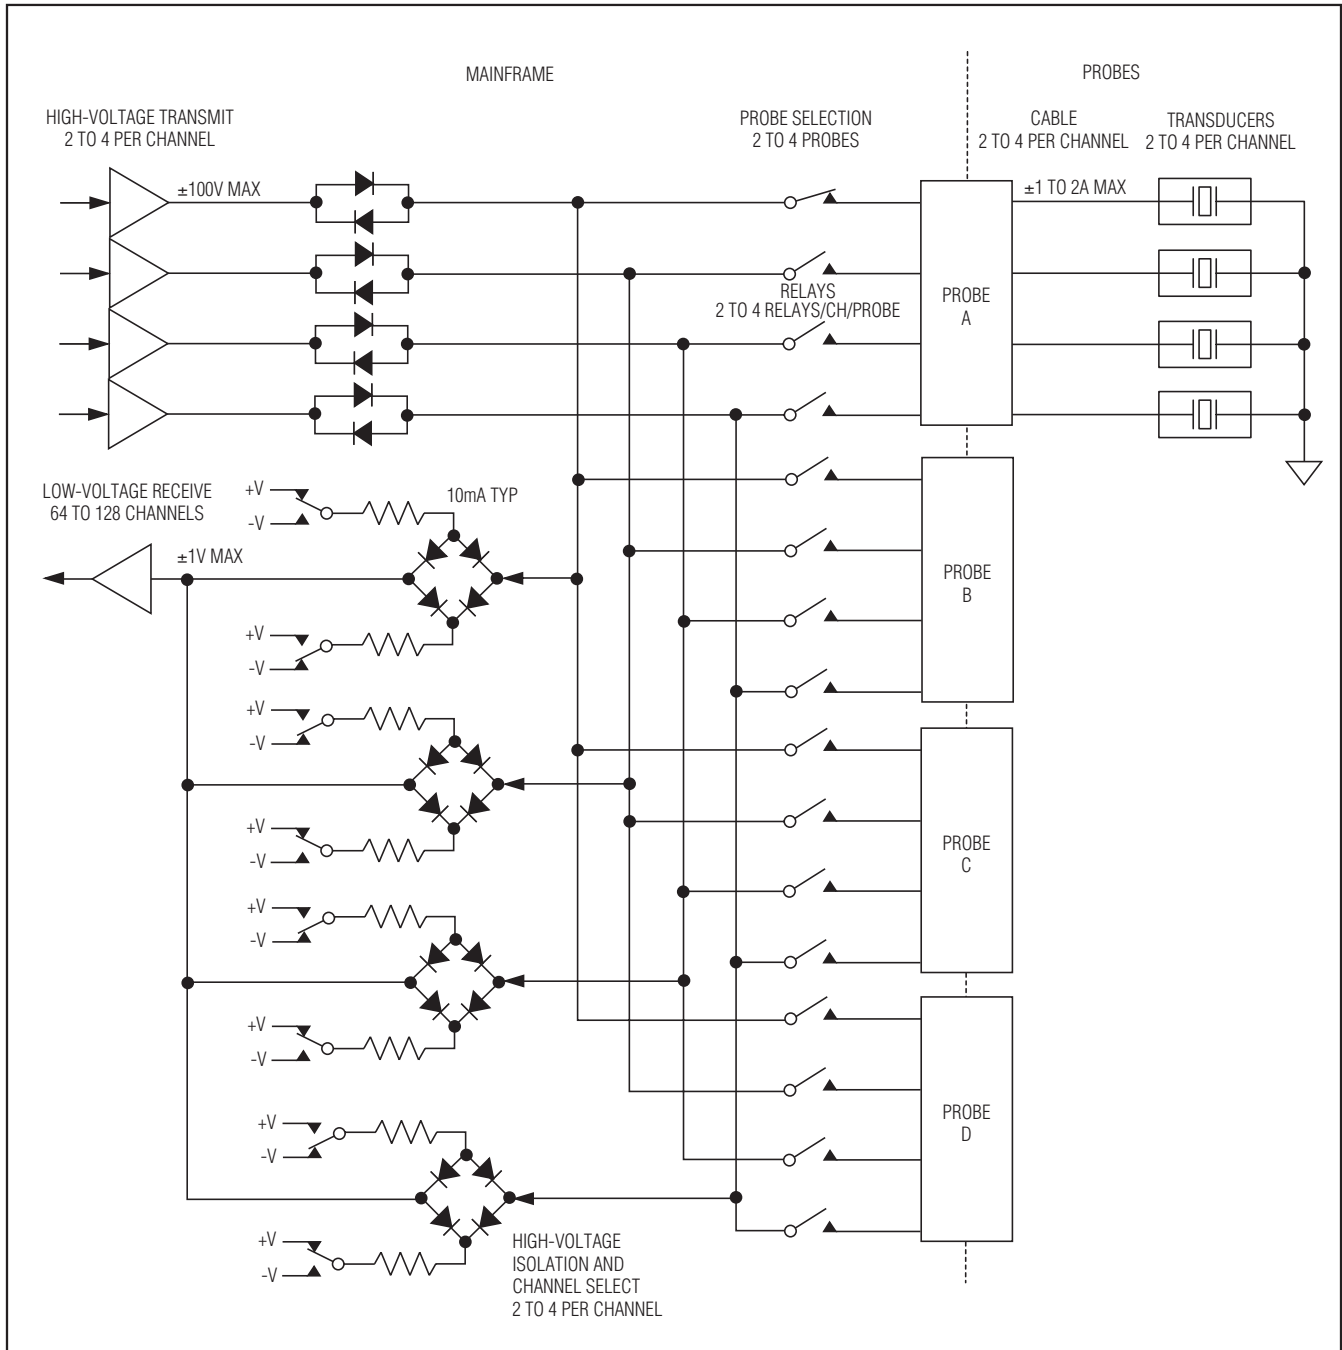 MAINFRAME
PROBES
HIGH-VOLTAGE TRANSMIT
2 TO 4 PER CHANNEL
PROBE SELECTION
2 TO 4 PROBES
CABLE
2 TO 4 PER CHANNEL
TRANSDUCERS
2 TO 4 PER CHANNEL
±100V MAX
±1 TO 2A MAX
RELAYS
2 TO 4 RELAYS/CH/PROBE
PROBE
A
LOW-VOLTAGE RECEIVE
64 TO 128 CHANNELS
+V
-V
10mA TYP
±1V MAX
PROBE
B
+V
-V
+V
-V
+V
-V
PROBE
C
+V
-V
+V
-V
PROBE
D
+V
-V
+V
-V
HIGH-VOLTAGE
ISOLATION AND
CHANNEL SELECT
2 TO 4 PER CHANNEL